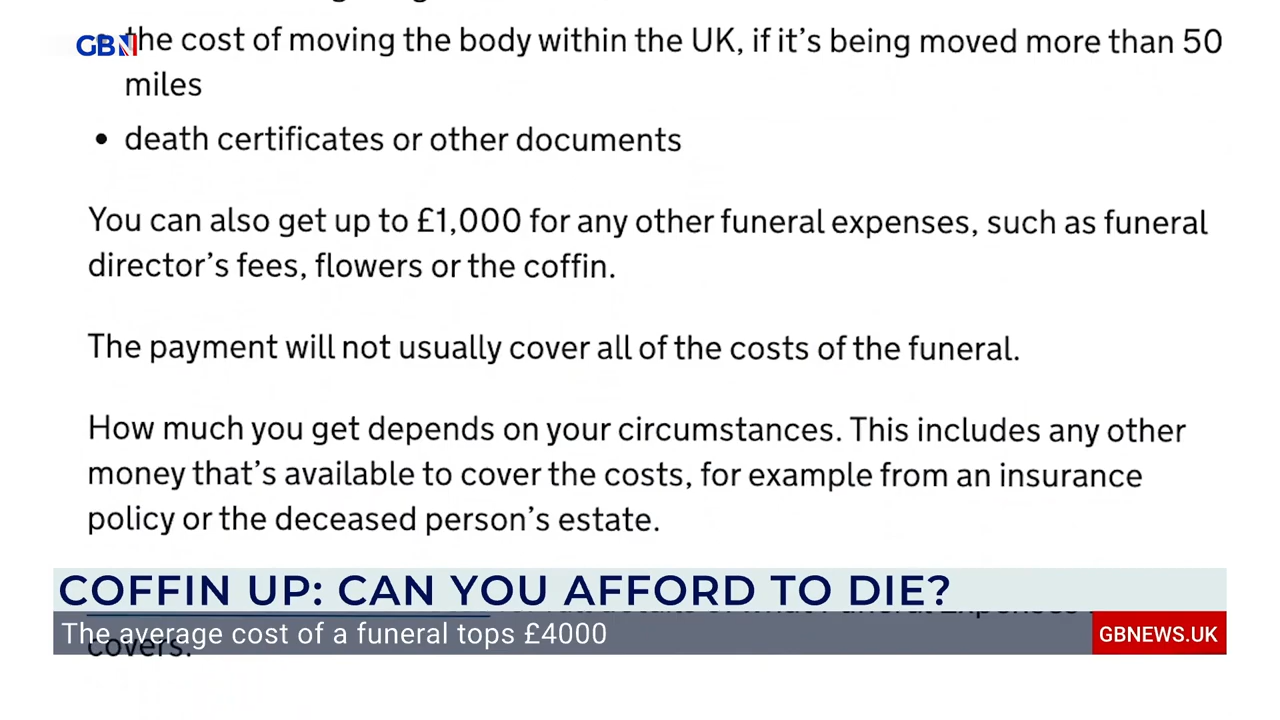 GBN
the cost of moving the body within the UK, if it's being moved more than 50
miles
• death certificates or other documents
You can also get up to £1,000 for any other funeral expenses, such as funeral
director's fees, flowers or the coffin.
The payment will not usually cover all of the costs of the funeral.
How much you get depends on your circumstances. This includes any other
money that's available to cover the costs, for example from an insurance
policy or the deceased person's estate.
COFFIN UP: CAN YOU AFFORD TO DIE?
The average cost of a funeral tops £4000
GBNEWS.UK
covers.